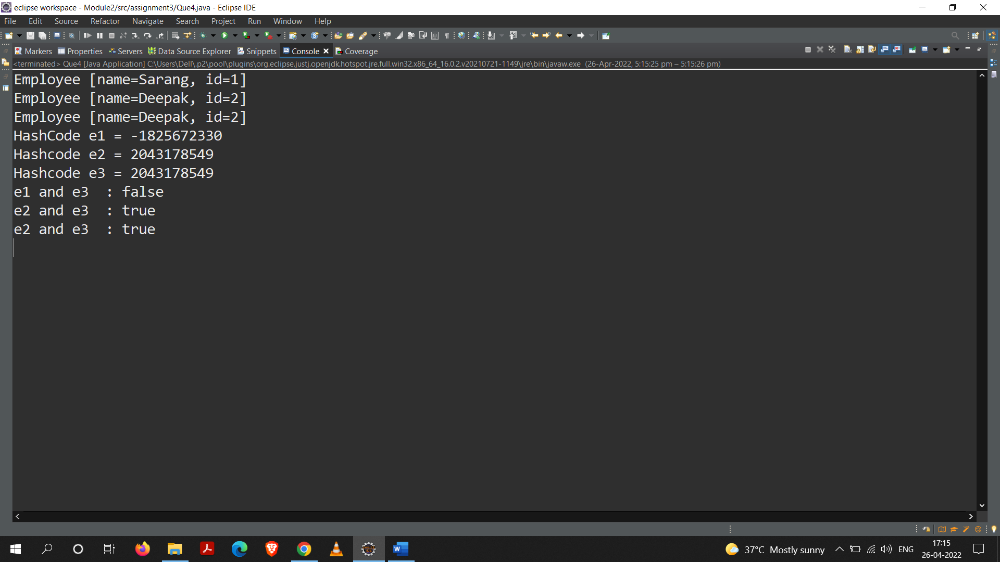 eclipse workspace - Module2/src/assignment3/Que4.java - Eclipse IDE
File Edit Source Refactor Navigate Search Project Run Window Help
Markers Properties Servers Data Source Explorer Snippets Console Coverage
<terminated> Que4 [Java Application] C:\Users\Dell\.p2\pool\plugins\org.eclipse.justj.openjdk.hotspot.jre.full.win32.x86_64_16.0.2.v20210721-1149\jre\bin\javaw.exe (26-Apr-2022, 5:15:25 pm – 5:15:26 pm)
Employee [name=Sarang, id=1]
Employee [name=Deepak, id=2]
Employee [name=Deepak, id=2]
HashCode e1 = -1825672330
Hashcode e2 = 2043178549
Hashcode e3 = 2043178549
e1 and e3  : false
e2 and e3  : true
e2 and e3  : true
37°C Mostly sunny ENG 17:15
26-04-2022